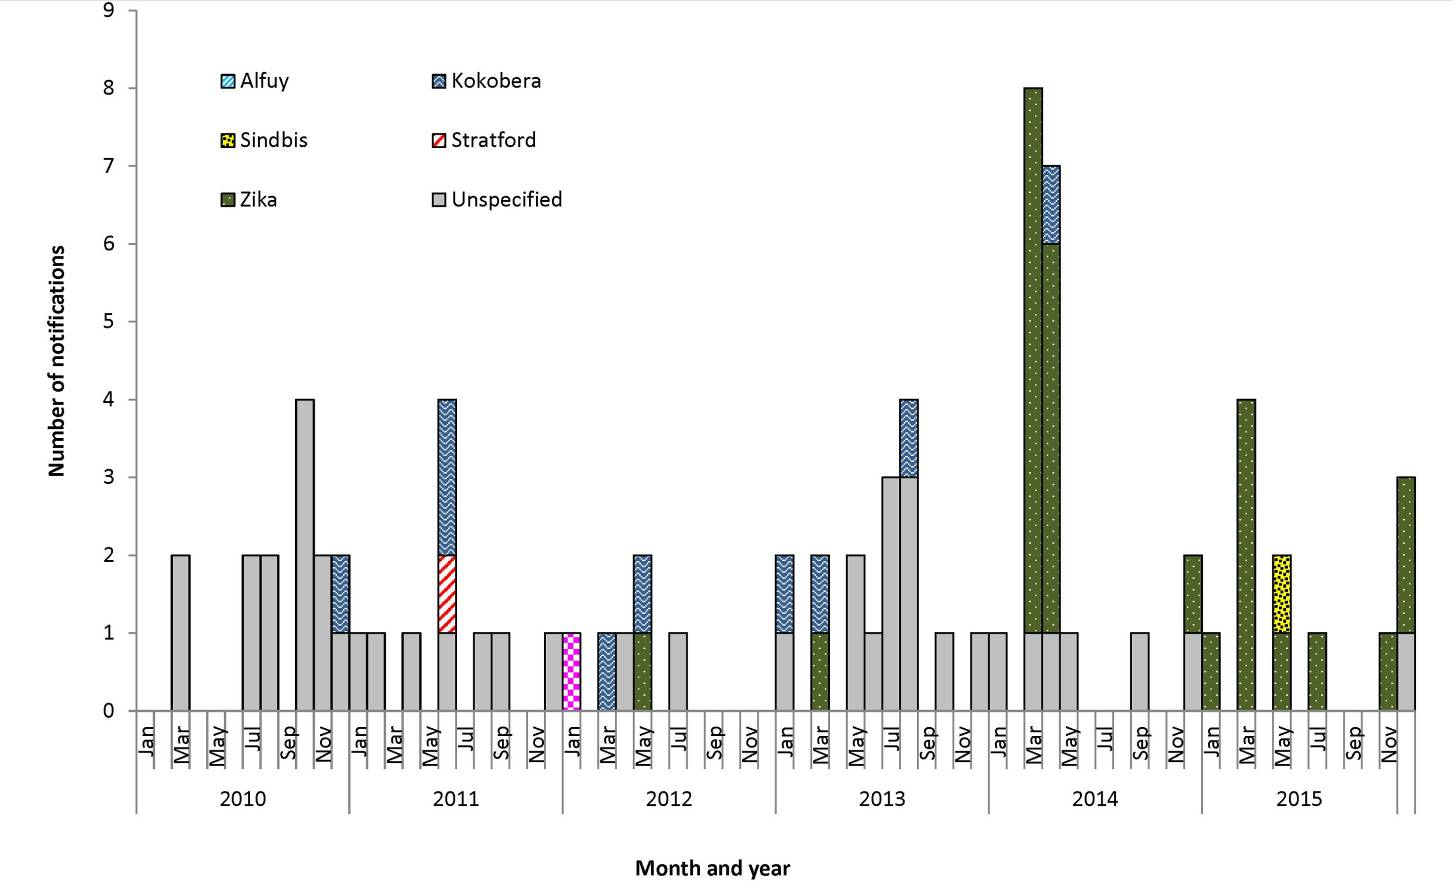 9
8
7
6
5
4
3
2
1
0
Number of notifications
Alfuy Kokobera
Sindbis Stratford
Zika Unspecified
Jan Mar May Jul Sep Nov Jan Mar May Jul Sep Nov Jan Mar May Jul Sep Nov Jan Mar May Jul Sep Nov Jan Mar May Jul Sep Nov Jan Mar May Jul Sep Nov
2010 2011 2012 2013 2014 2015
Month and year